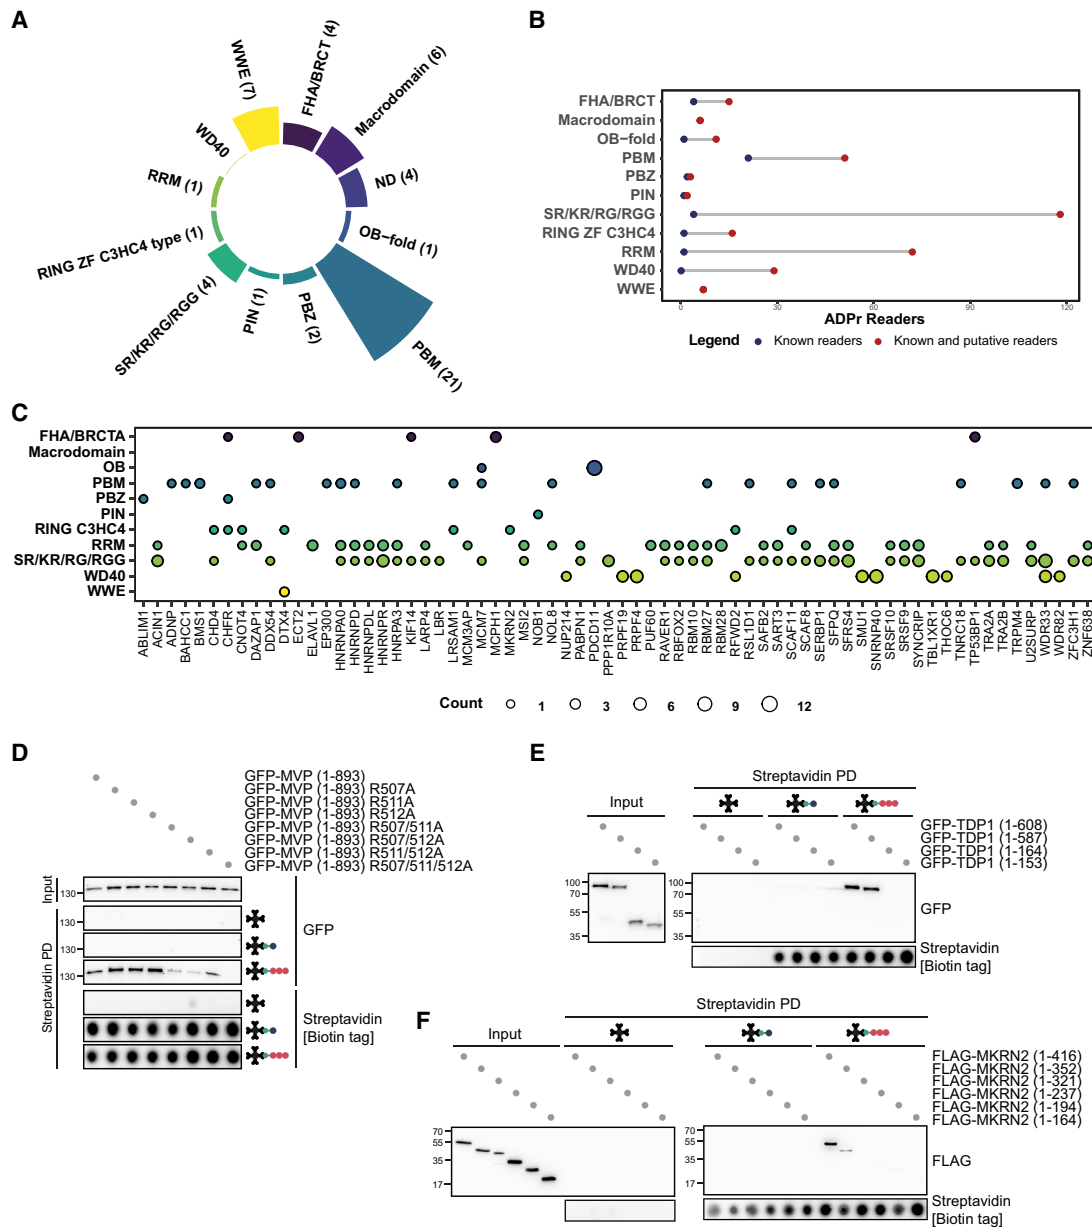 A
FHA/BRCT (4)
Macrodomain (6)
ND (4)
OB-fold (1)
PBM (21)
PBZ (2)
PIN (1)
SR/KR/RG/RGG (4)
RING ZF C3HC4 type (1)
RRM (1)
WD40
WWE (7)
B
FHA/BRCT
Macrodomain
OB-fold
PBM
PBZ
PIN
SR/KR/RG/RGG
RING ZF C3HC4
RRM
WD40
WWE
0 30 60 90 120
ADPr Readers
Legend Known readers Known and putative readers
C
FHA/BRCTA
Macrodomain
OB
PBM
PBZ
PIN
RING C3HC4
RRM
SR/KR/RG/RGG
WD40
WWE
ABLIM1
ACIN1
ADNP
BAHCC1
BMS1
CHD4
CHFR
CNOT4
DAZAP1
DDX54
DTX4
ECT2
ELAVL1
EP300
HNRNPA0
HNRNPD
HNRNPDL
HNRNPR
HNRPA3
KIF14
LARP4
LBR
LRSAM1
MCM3AP
MCM7
MCPH1
MKRN2
MSI2
NOB1
NOL8
NUP214
PABPN1
PDCD11
PPP1R10A
PRPF19
PRPF4
PUF60
RAVER1
RBFOX2
RBM10
RBM27
RBM28
RFWD2
RSL1D1
SAFB2
SART3
SCAF11
SCAF8
SERBP1
SFPQ
SFRS4
SMU1
SNRNP40
SRSF10
SRSF9
SYNCRIP
TBL1XR1
THOC6
TNRC18
TP53BP1
TRA2A
TRA2B
TRPM4
U2SURP
WDR33
WDR82
ZFC3H1
ZNF638
Count 1 3 6 9 12
D
GFP-MVP (1-893)
GFP-MVP (1-893) R507A
GFP-MVP (1-893) R511A
GFP-MVP (1-893) R512A
GFP-MVP (1-893) R507/511A
GFP-MVP (1-893) R507/512A
GFP-MVP (1-893) R511/512A
GFP-MVP (1-893) R507/511/512A
Input
130
Streptavidin PD
130
130
130
GFP
Streptavidin
[Biotin tag]
E
Streptavidin PD
Input
GFP-TDP1 (1-608)
GFP-TDP1 (1-587)
GFP-TDP1 (1-164)
GFP-TDP1 (1-153)
100
70
55
35
100
70
55
35
GFP
Streptavidin
[Biotin tag]
F
Streptavidin PD
Input
FLAG-MKRN2 (1-416)
FLAG-MKRN2 (1-352)
FLAG-MKRN2 (1-321)
FLAG-MKRN2 (1-237)
FLAG-MKRN2 (1-194)
FLAG-MKRN2 (1-164)
70
55
35
17
70
55
35
17
FLAG
Streptavidin
[Biotin tag]